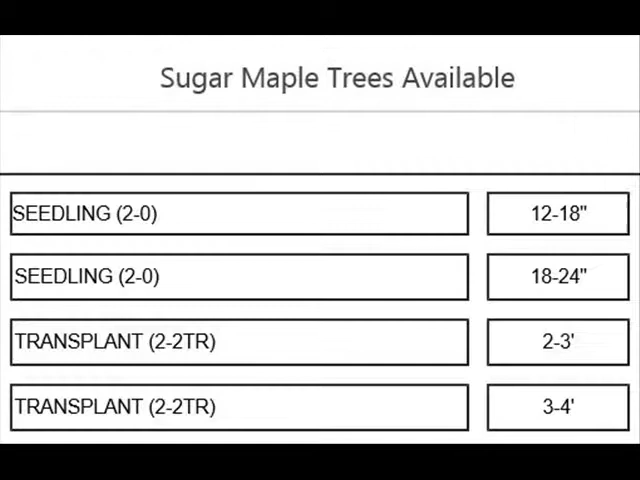 Sugar Maple Trees Available
SEEDLING (2-0) 12-18"
SEEDLING (2-0) 18-24"
TRANSPLANT (2-2TR) 2-3'
TRANSPLANT (2-2TR) 3-4'